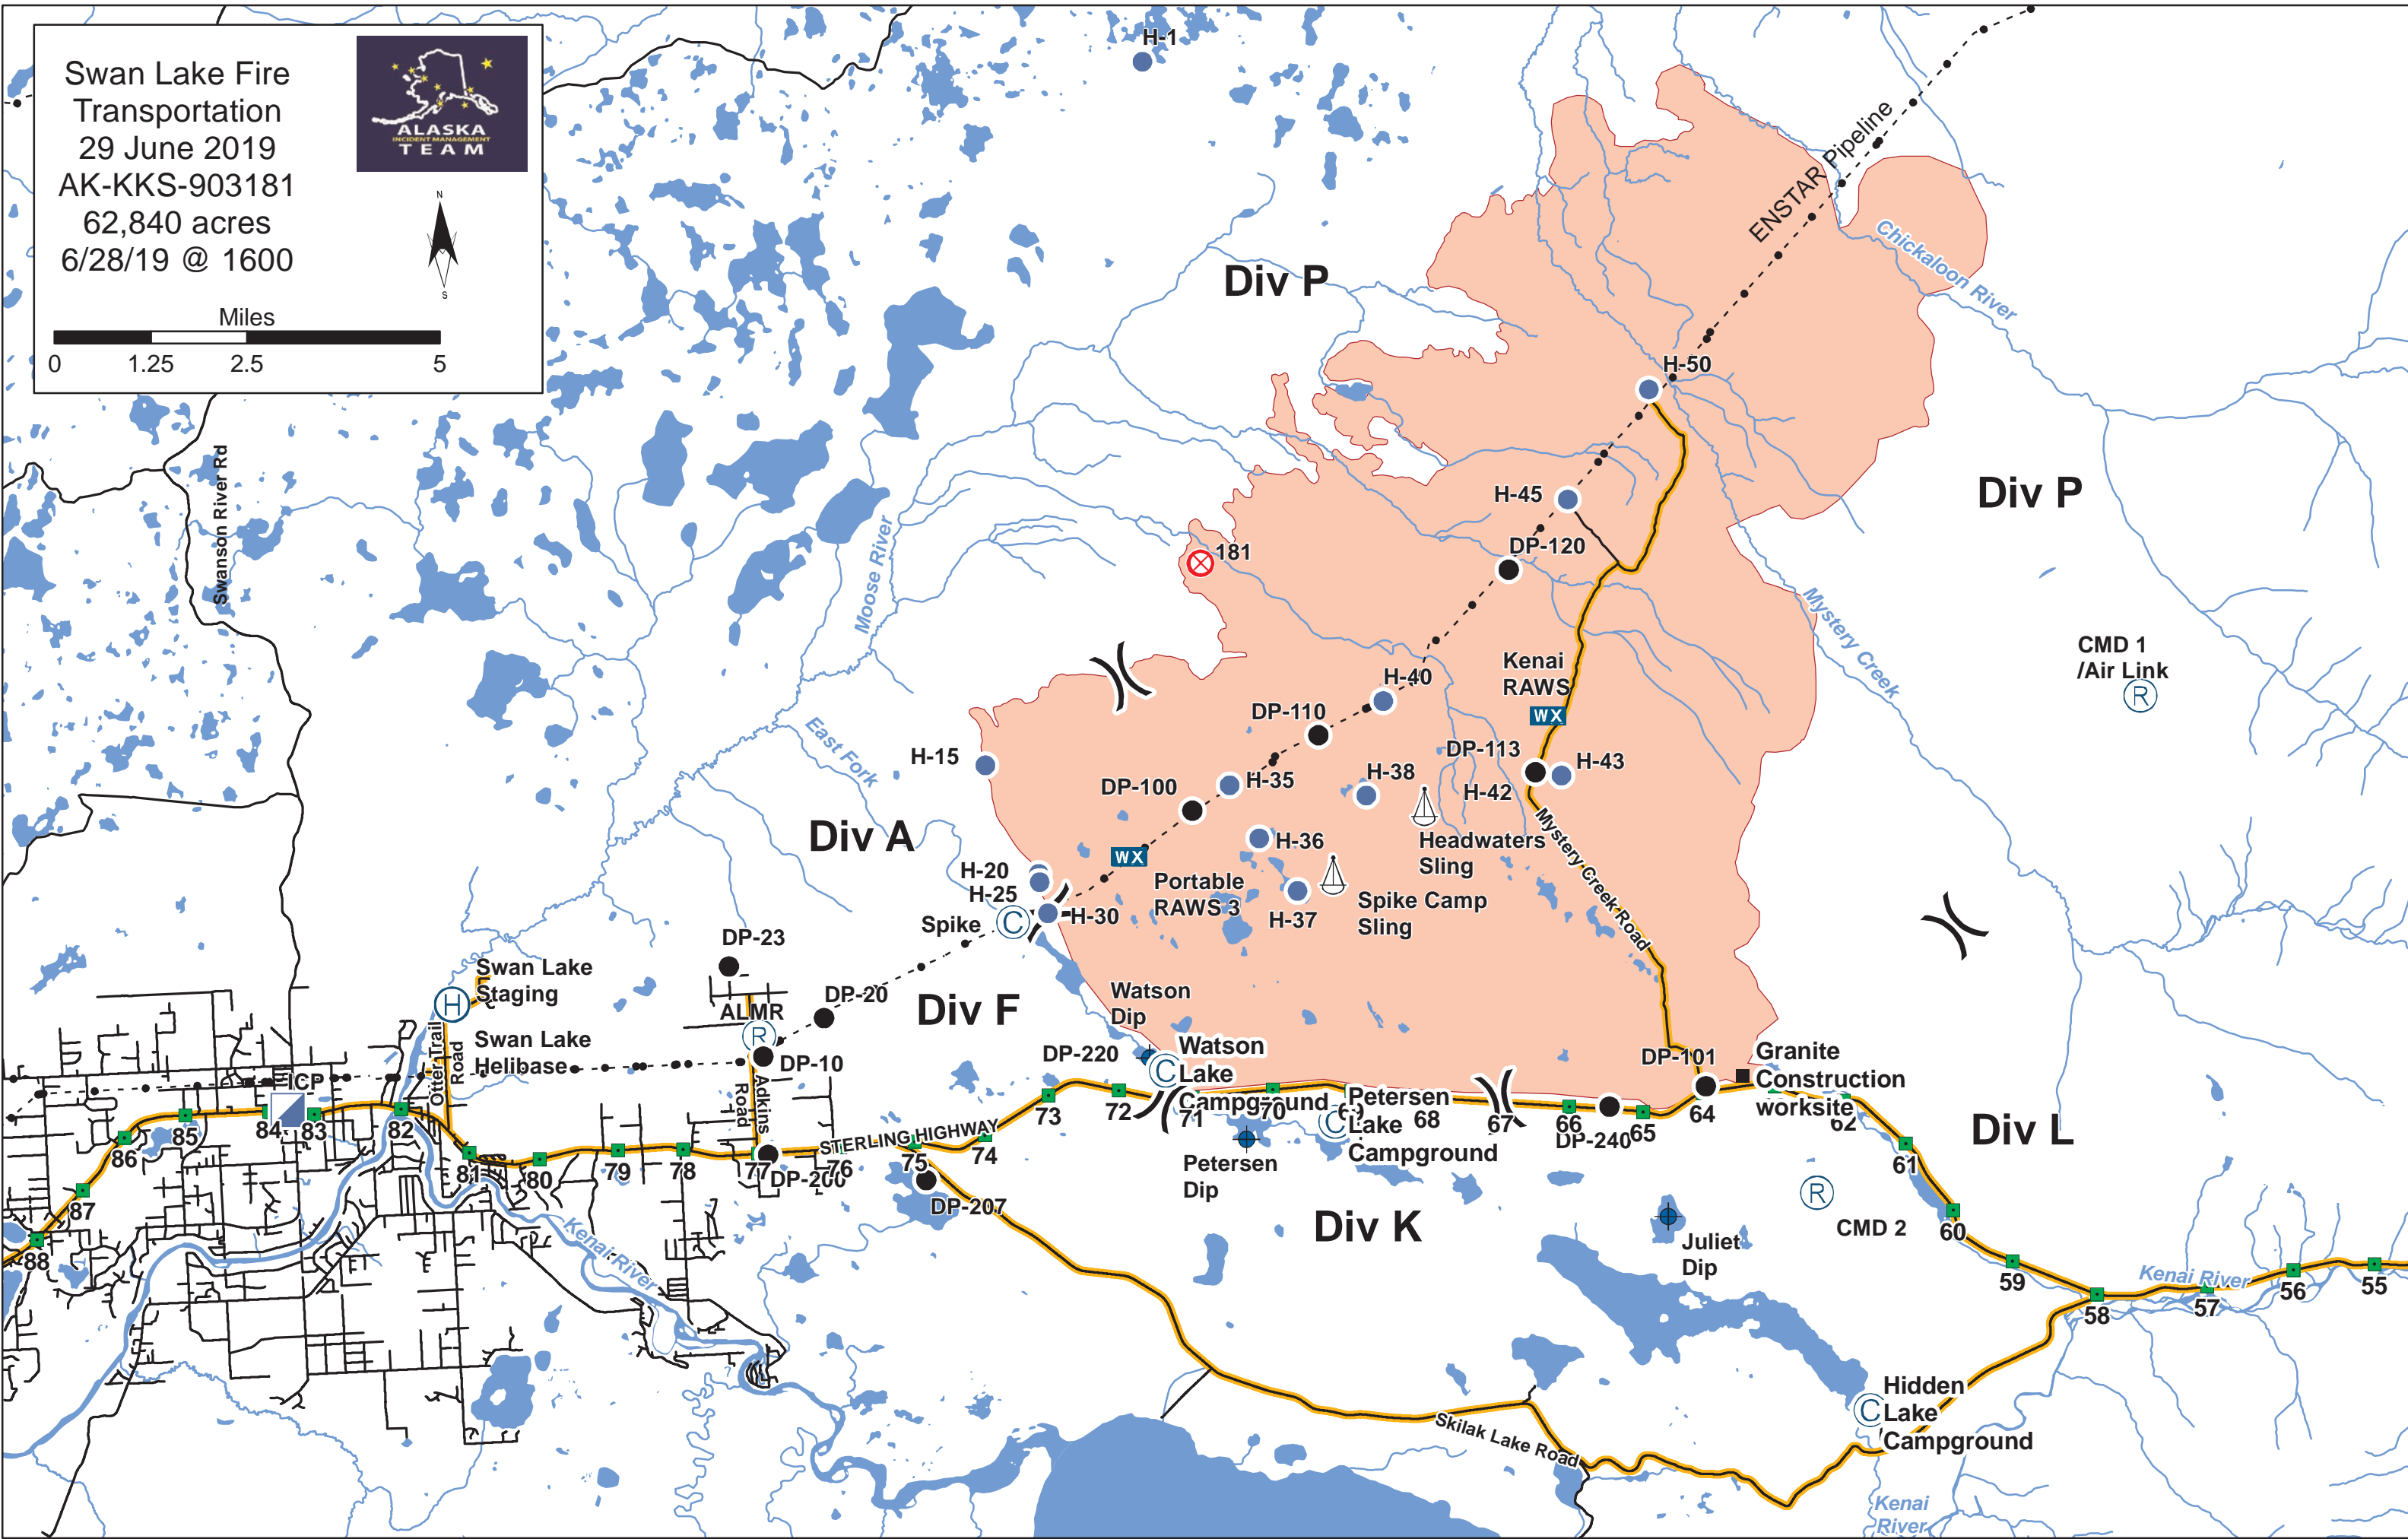 Swan Lake Fire
Transportation
29 June 2019
AK-KKS-903181
62,840 acres
6/28/19 @ 1600
ALASKA
INCIDENT MANAGEMENT
TEAM
N
S
Miles
0 1.25 2.5 5
H-1
ENSTAR Pipeline
Chickaloon River
Div P
H-50
Swanson River Rd
Div P
H-45
DP-120
181
Moose River
Mystery Creek
CMD 1
/Air Link
R
Kenai
RAWS
WX
H-40
DP-110
East Fork
H-15
DP-113
H-43
H-42
H-38
H-35
DP-100
Div A
Mystery Creek Road
Headwaters
Sling
H-36
WX
H-20
H-25
Portable
RAWS 3
Spike Camp
Sling
H-37
Spike
C
H-30
DP-23
Swan Lake
Staging
H
DP-20
Div F
Watson
Dip
ALMR
R
Swan Lake
Helibase
Otter Trail
Road
DP-10
DP-220
C
Watson
Lake
Campground
DP-101
Granite
Construction
worksite
ICP
Adkins
Road
C
Petersen
Lake
Campground
STERLING HIGHWAY
88
87
86
85
84
83
82
81
80
79
78
77
76
75
74
73
72
71
70
69
68
67
66
65
64
62
61
60
59
58
57
56
55
DP-200
DP-207
DP-240
Petersen
Dip
Div L
Div K
R
CMD 2
Juliet
Dip
Kenai River
Kenai River
C
Hidden
Lake
Campground
Skilak Lake Road
Kenai
River